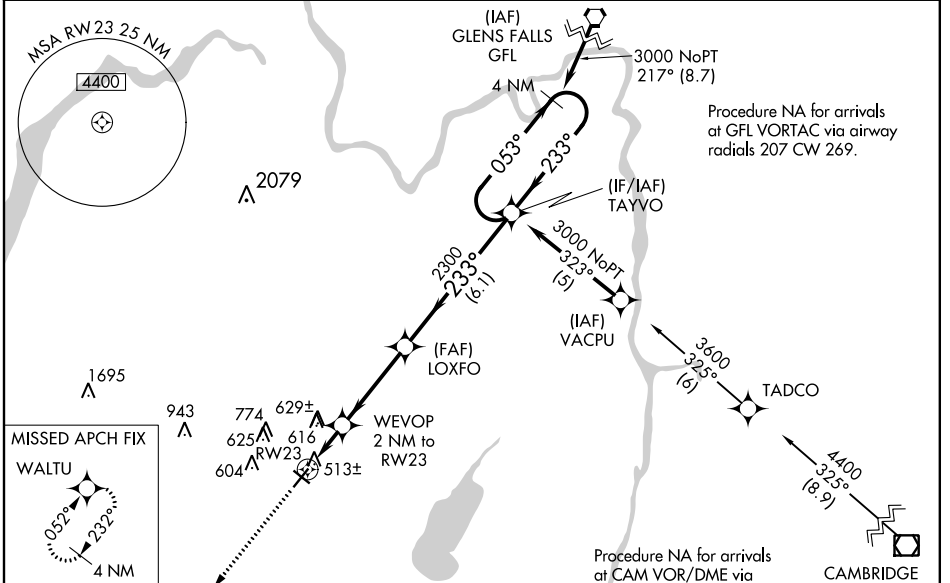 MSA RW23 25 NM
4400
(IAF)
GLENS FALLS
GFL
3000 NoPT
217° (8.7)
4 NM
Procedure NA for arrivals
at GFL VORTAC via airway
radials 207 CW 269.
053°
233°
2079
(IF/IAF)
TAYVO
3000 NoPT
323°
(5)
2300
233°
(6.1)
(IAF)
VACPU
(FAF)
LOXFO
3600
325°
(6)
TADCO
1695
943
774
629±
625
616
604
RW23
513±
WEVOP
2 NM to
RW23
4400
325°
(8.9)
MISSED APCH FIX
WALTU
052°
232°
4 NM
Procedure NA for arrivals
at CAM VOR/DME via
CAMBRIDGE